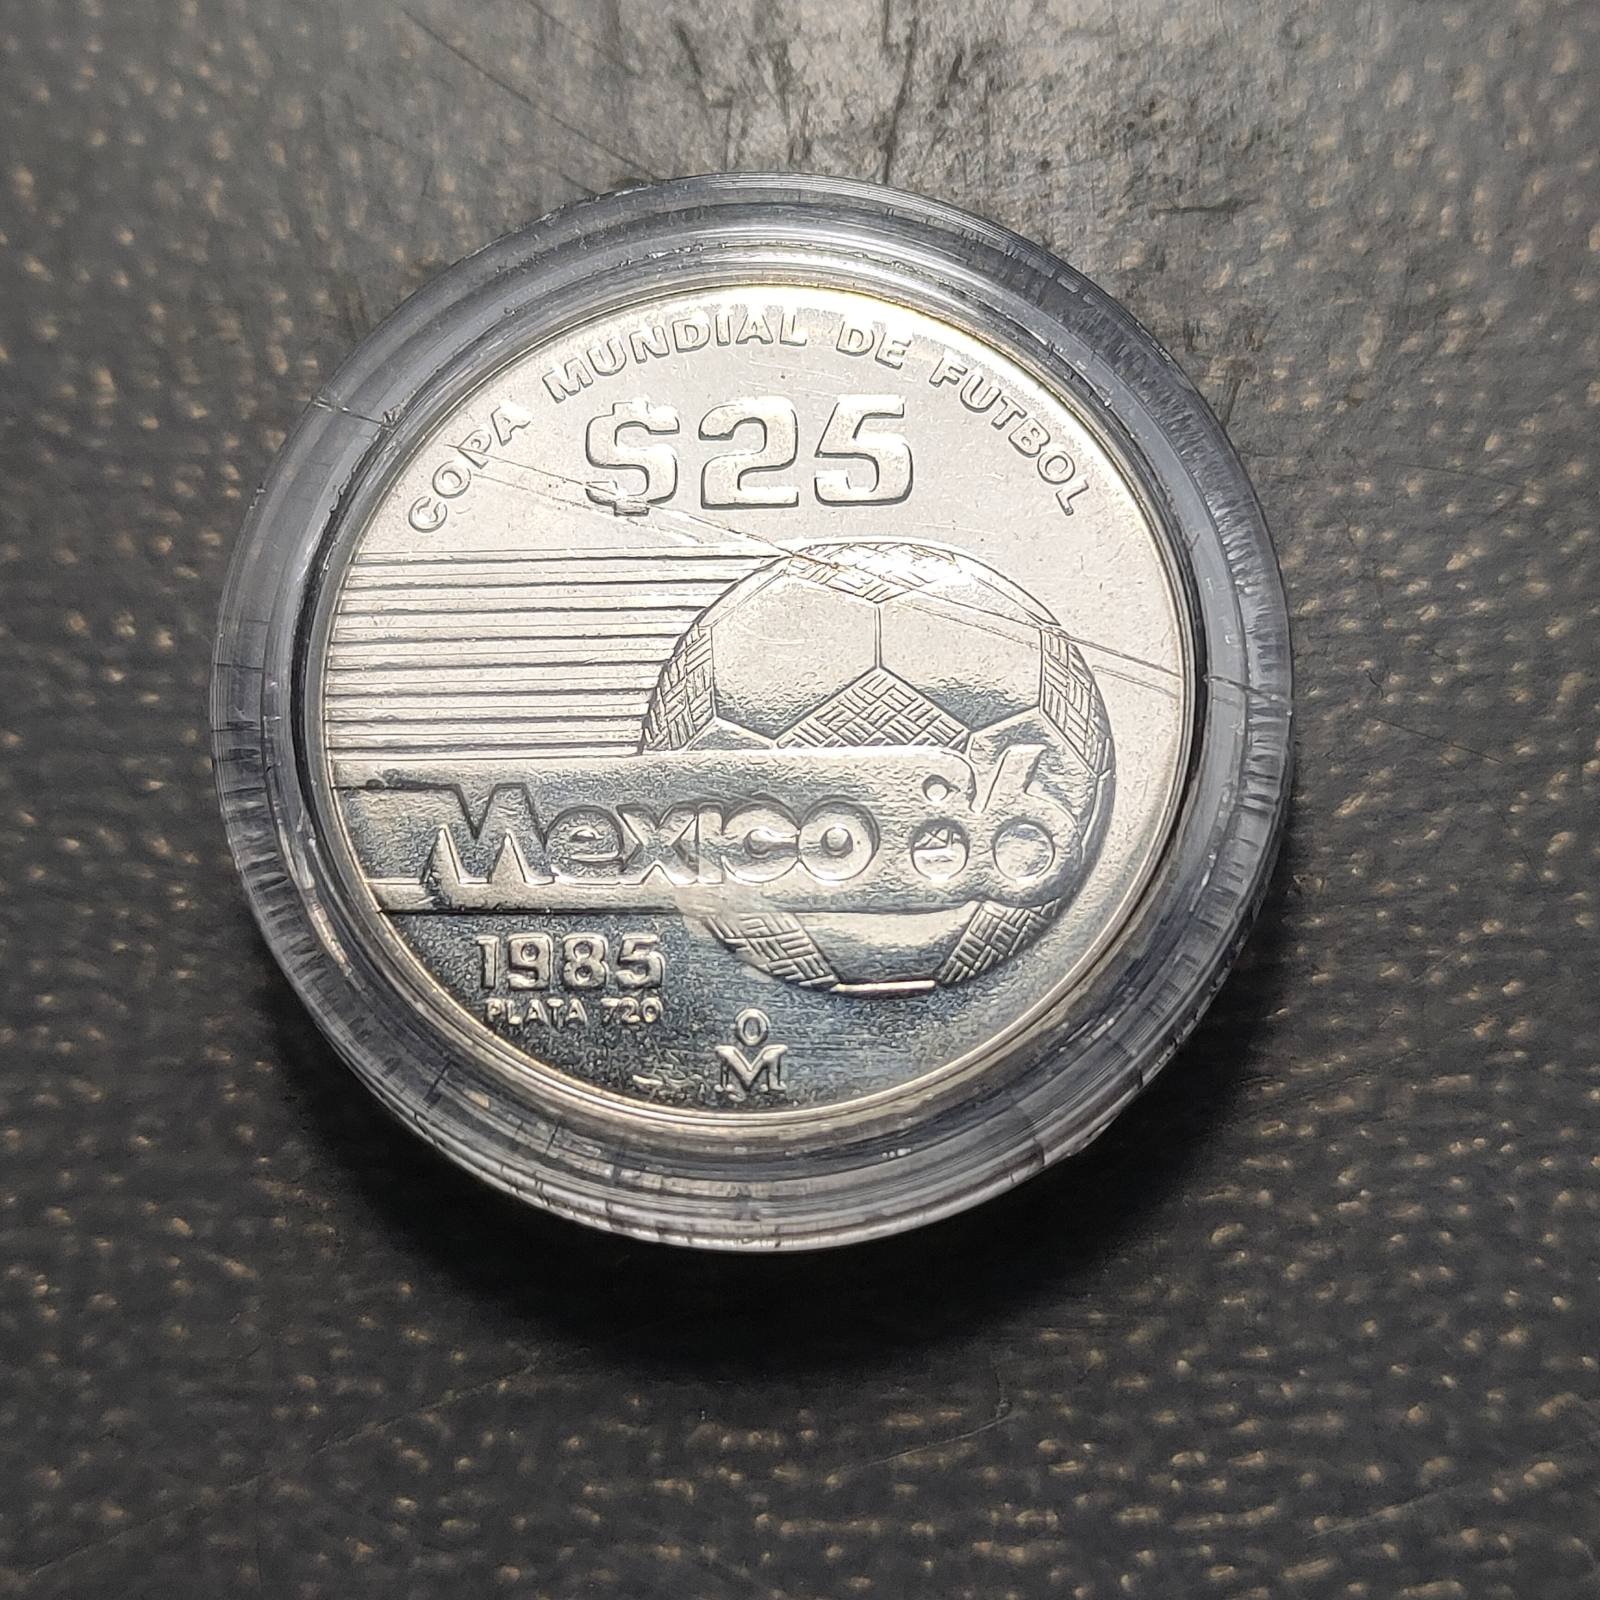 COPA MUNDIAL DE FUTBOL
$25
Mexico 86
1985
PLATA 720
Mo